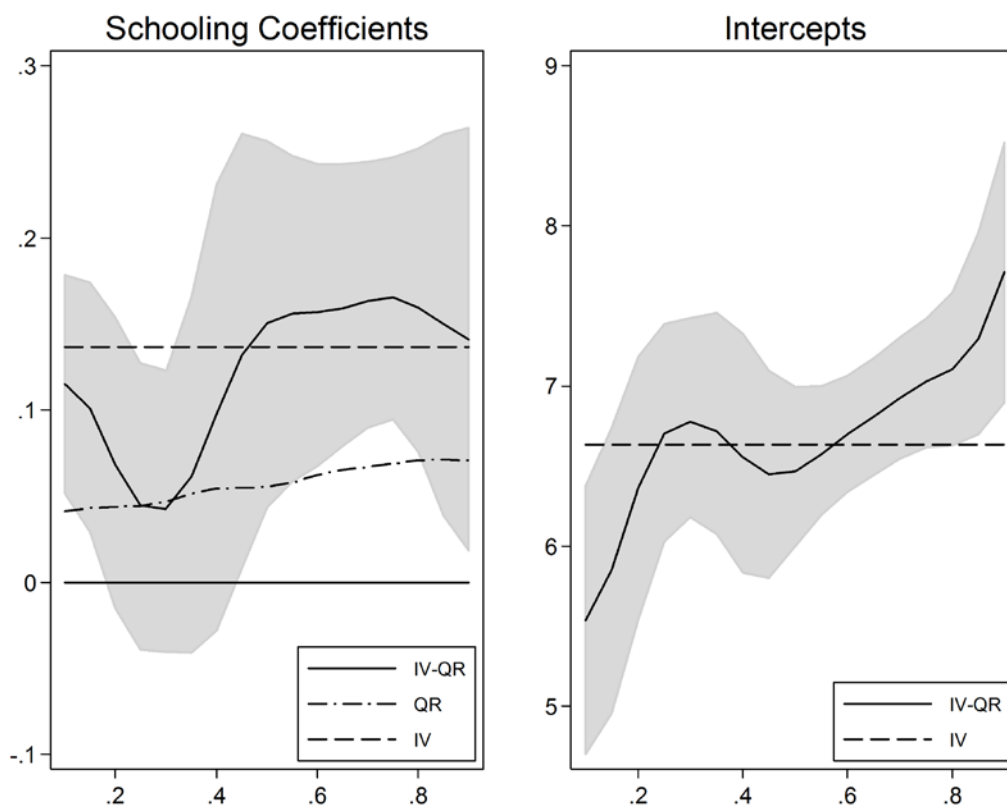 Schooling Coefficients
.3
.2
.1
0
-.1
.2
.4
.6
.8
IV-QR
QR
IV
Intercepts
9
8
7
6
5
.2
.4
.6
.8
IV-QR
IV